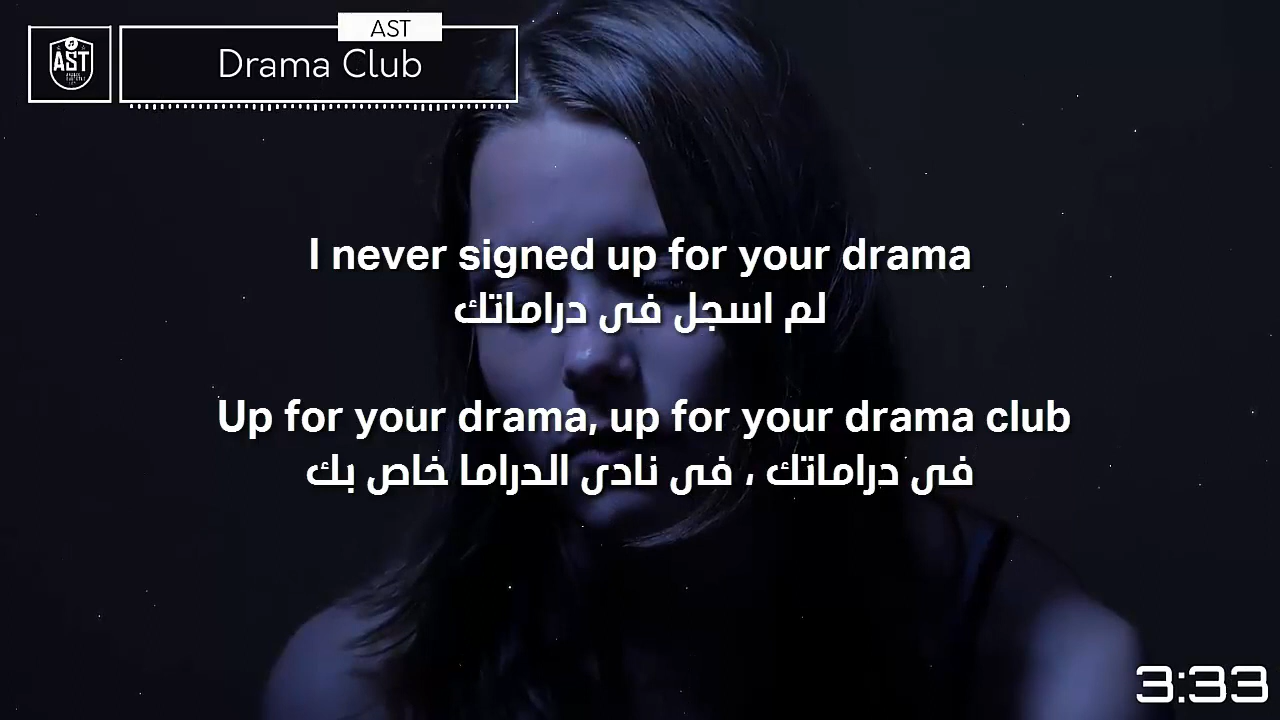 AST
AST
Drama Club
I never signed up for your drama
لم اسجل فى دراماتك
Up for your drama, up for your drama club
فى دراماتك ، فى نادى الدراما خاص بك
3:33